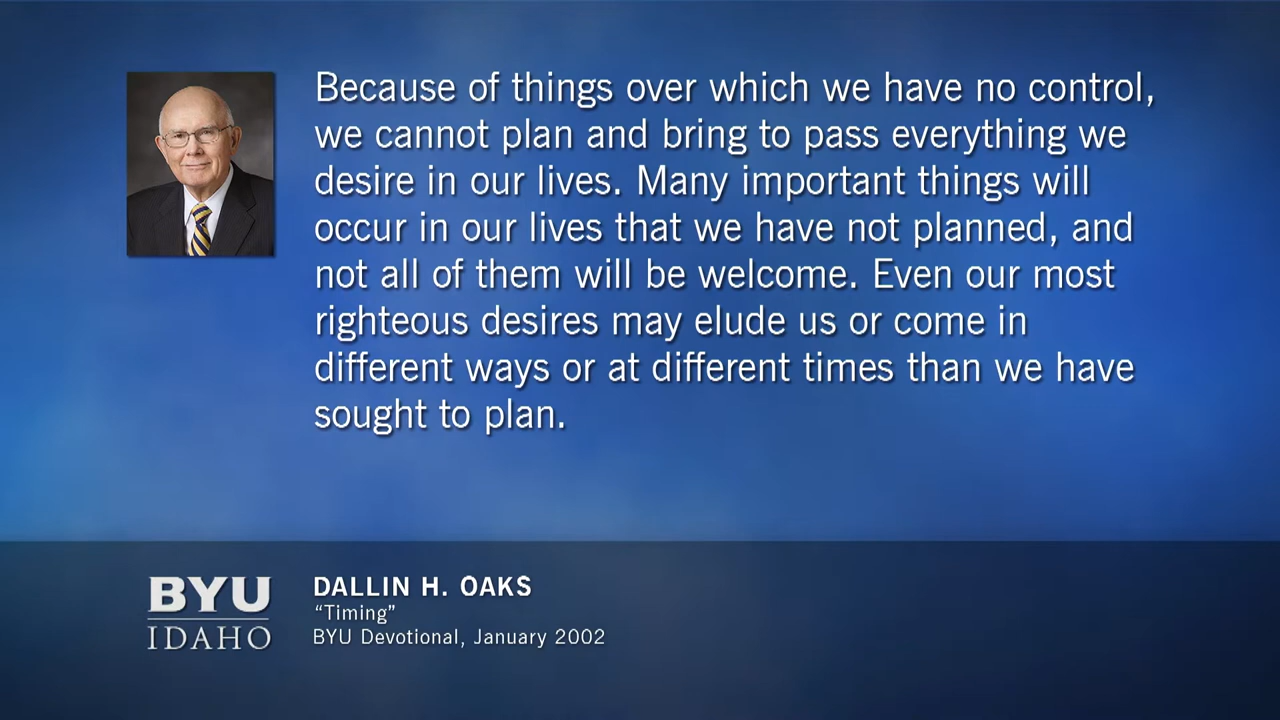 Because of things over which we have no control,
we cannot plan and bring to pass everything we
desire in our lives. Many important things will
occur in our lives that we have not planned, and
not all of them will be welcome. Even our most
righteous desires may elude us or come in
different ways or at different times than we have
sought to plan.
BYU
IDAHO
DALLIN H. OAKS
“Timing”
BYU Devotional, January 2002